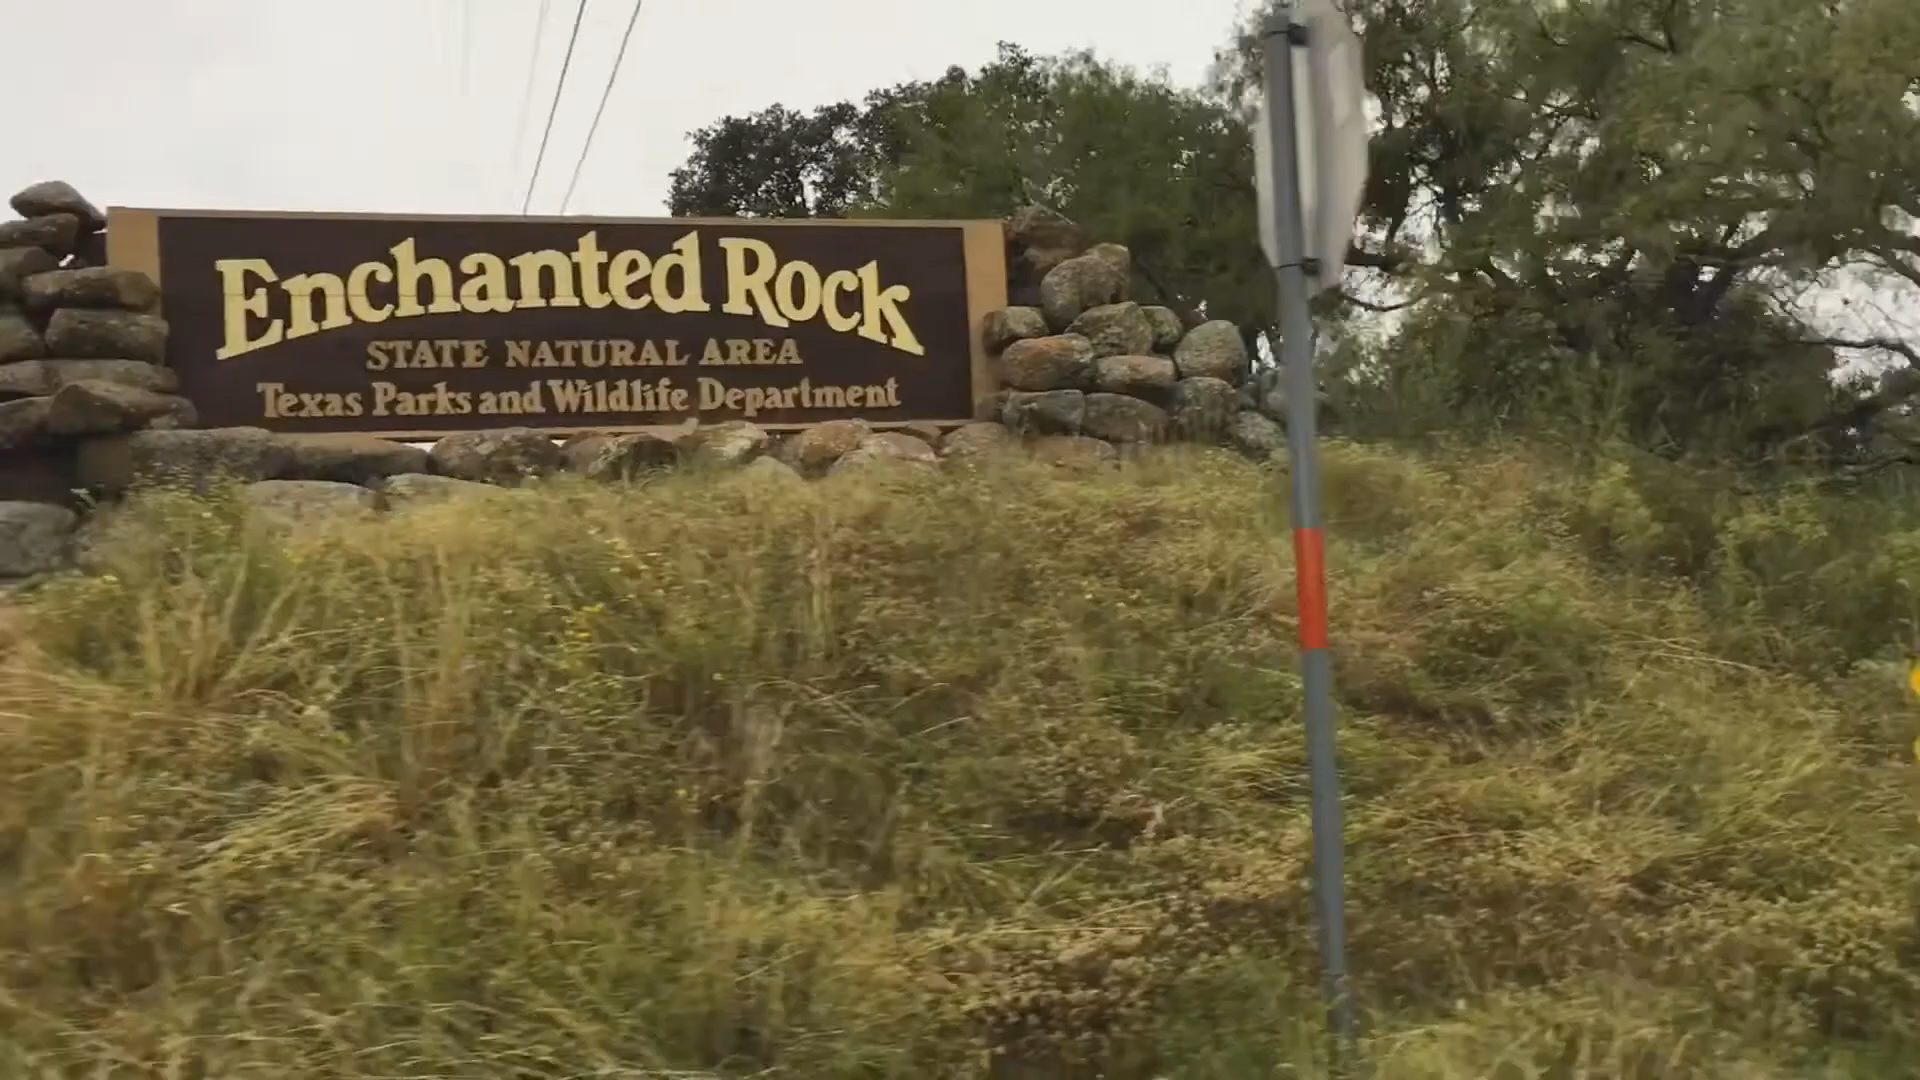 Enchanted Rock
STATE NATURAL AREA
Texas Parks and Wildlife Department